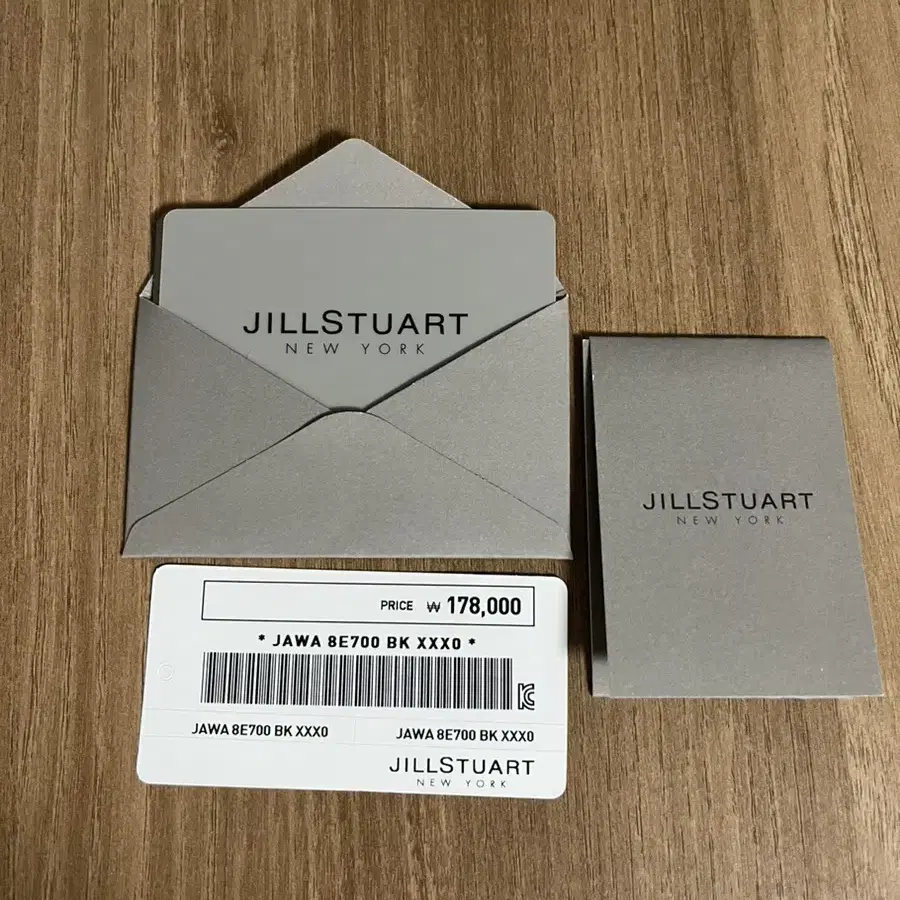 JILLSTUART
NEW YORK
JILLSTUART
NEW YORK
PRICE ₩ 178,000
* JAWA 8E700 BK XXX0 *
JAWA 8E700 BK XXX0 JAWA 8E700 BK XXX0
JILLSTUART
NEW YORK